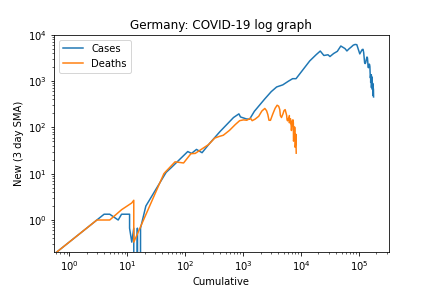 Germany: COVID-19 log graph
Cases
Deaths
New (3 day SMA)
10⁴
10³
10²
10¹
10⁰
10⁰
10¹
10²
10³
10⁴
10⁵
Cumulative